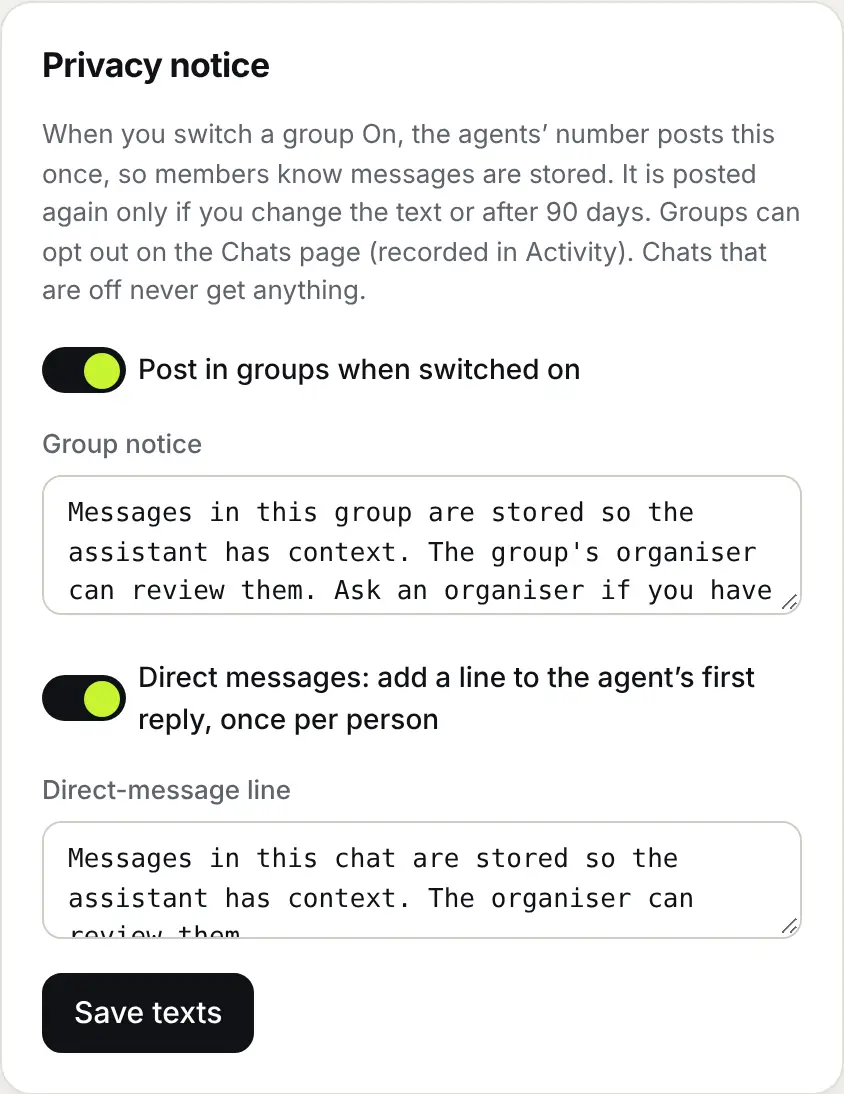 Privacy notice
When you switch a group On, the agents’ number posts this
once, so members know messages are stored. It is posted
again only if you change the text or after 90 days. Groups can
opt out on the Chats page (recorded in Activity). Chats that
are off never get anything.
Post in groups when switched on
Group notice
Messages in this group are stored so the
assistant has context. The group's organiser
can review them. Ask an organiser if you have
Direct messages: add a line to the agent’s first
reply, once per person
Direct-message line
Messages in this chat are stored so the
assistant has context. The organiser can
review them
Save texts